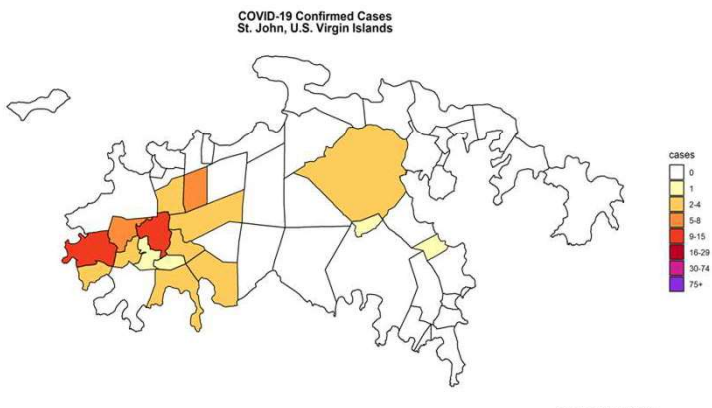 COVID-19 Confirmed Cases
St. John, U.S. Virgin Islands
cases
0
1
2-4
5-8
9-15
16-29
30-74
75+